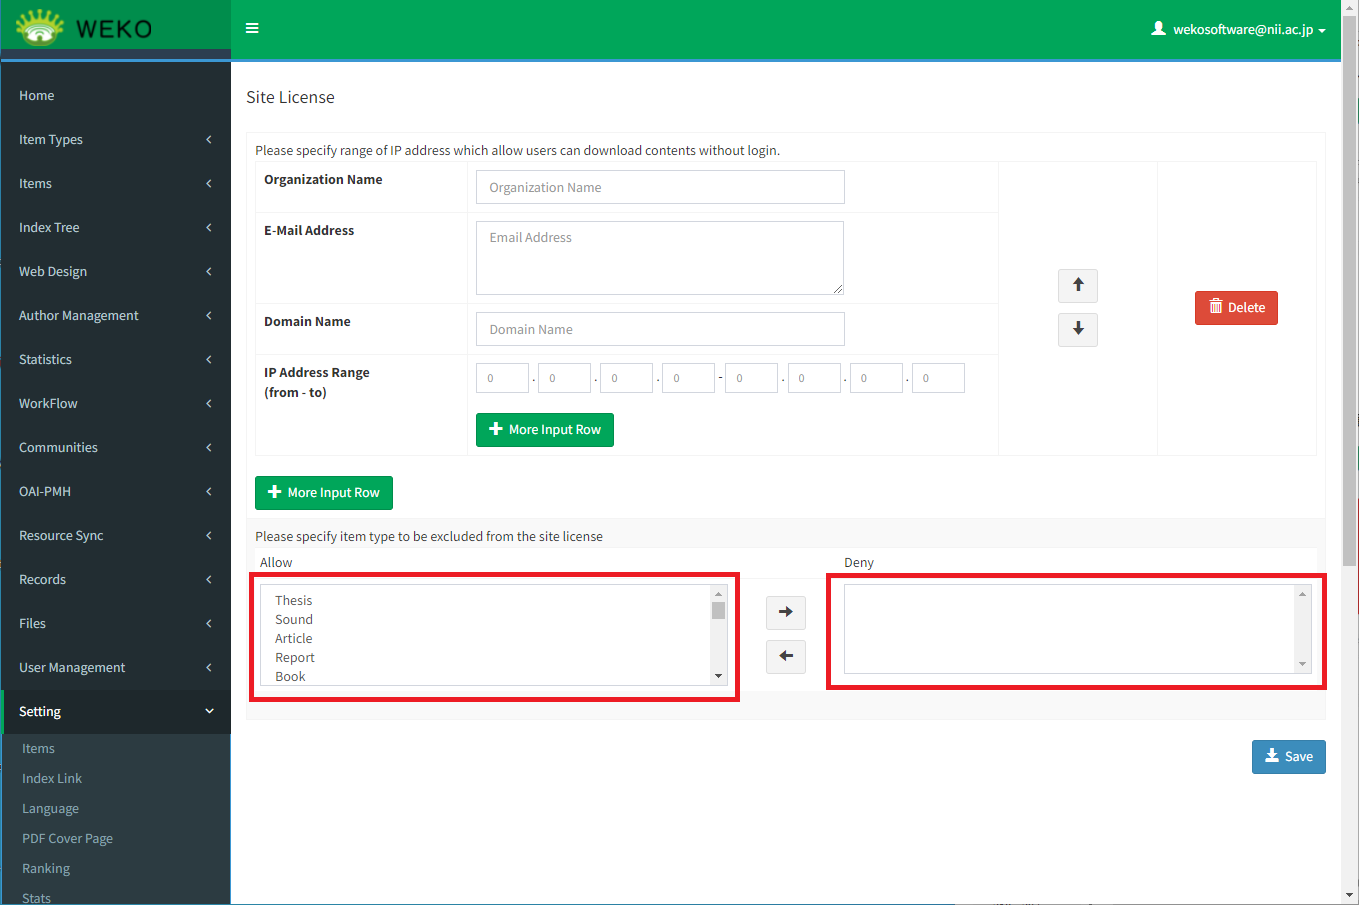 WEKO
wekosoftware@nii.ac.jp
Home
Item Types
Items
Index Tree
Web Design
Author Management
Statistics
WorkFlow
Communities
OAI-PMH
Resource Sync
Records
Files
User Management
Setting
Items
Index Link
Language
PDF Cover Page
Ranking
Stats
Site License
Please specify range of IP address which allow users can download contents without login.
Organization Name
Organization Name
E-Mail Address
Email Address
Domain Name
Domain Name
IP Address Range
(from - to)
0 . 0 . 0 . 0 - 0 . 0 . 0 . 0
More Input Row
Delete
More Input Row
Please specify item type to be excluded from the site license
Allow
Deny
Thesis
Sound
Article
Report
Book
Save